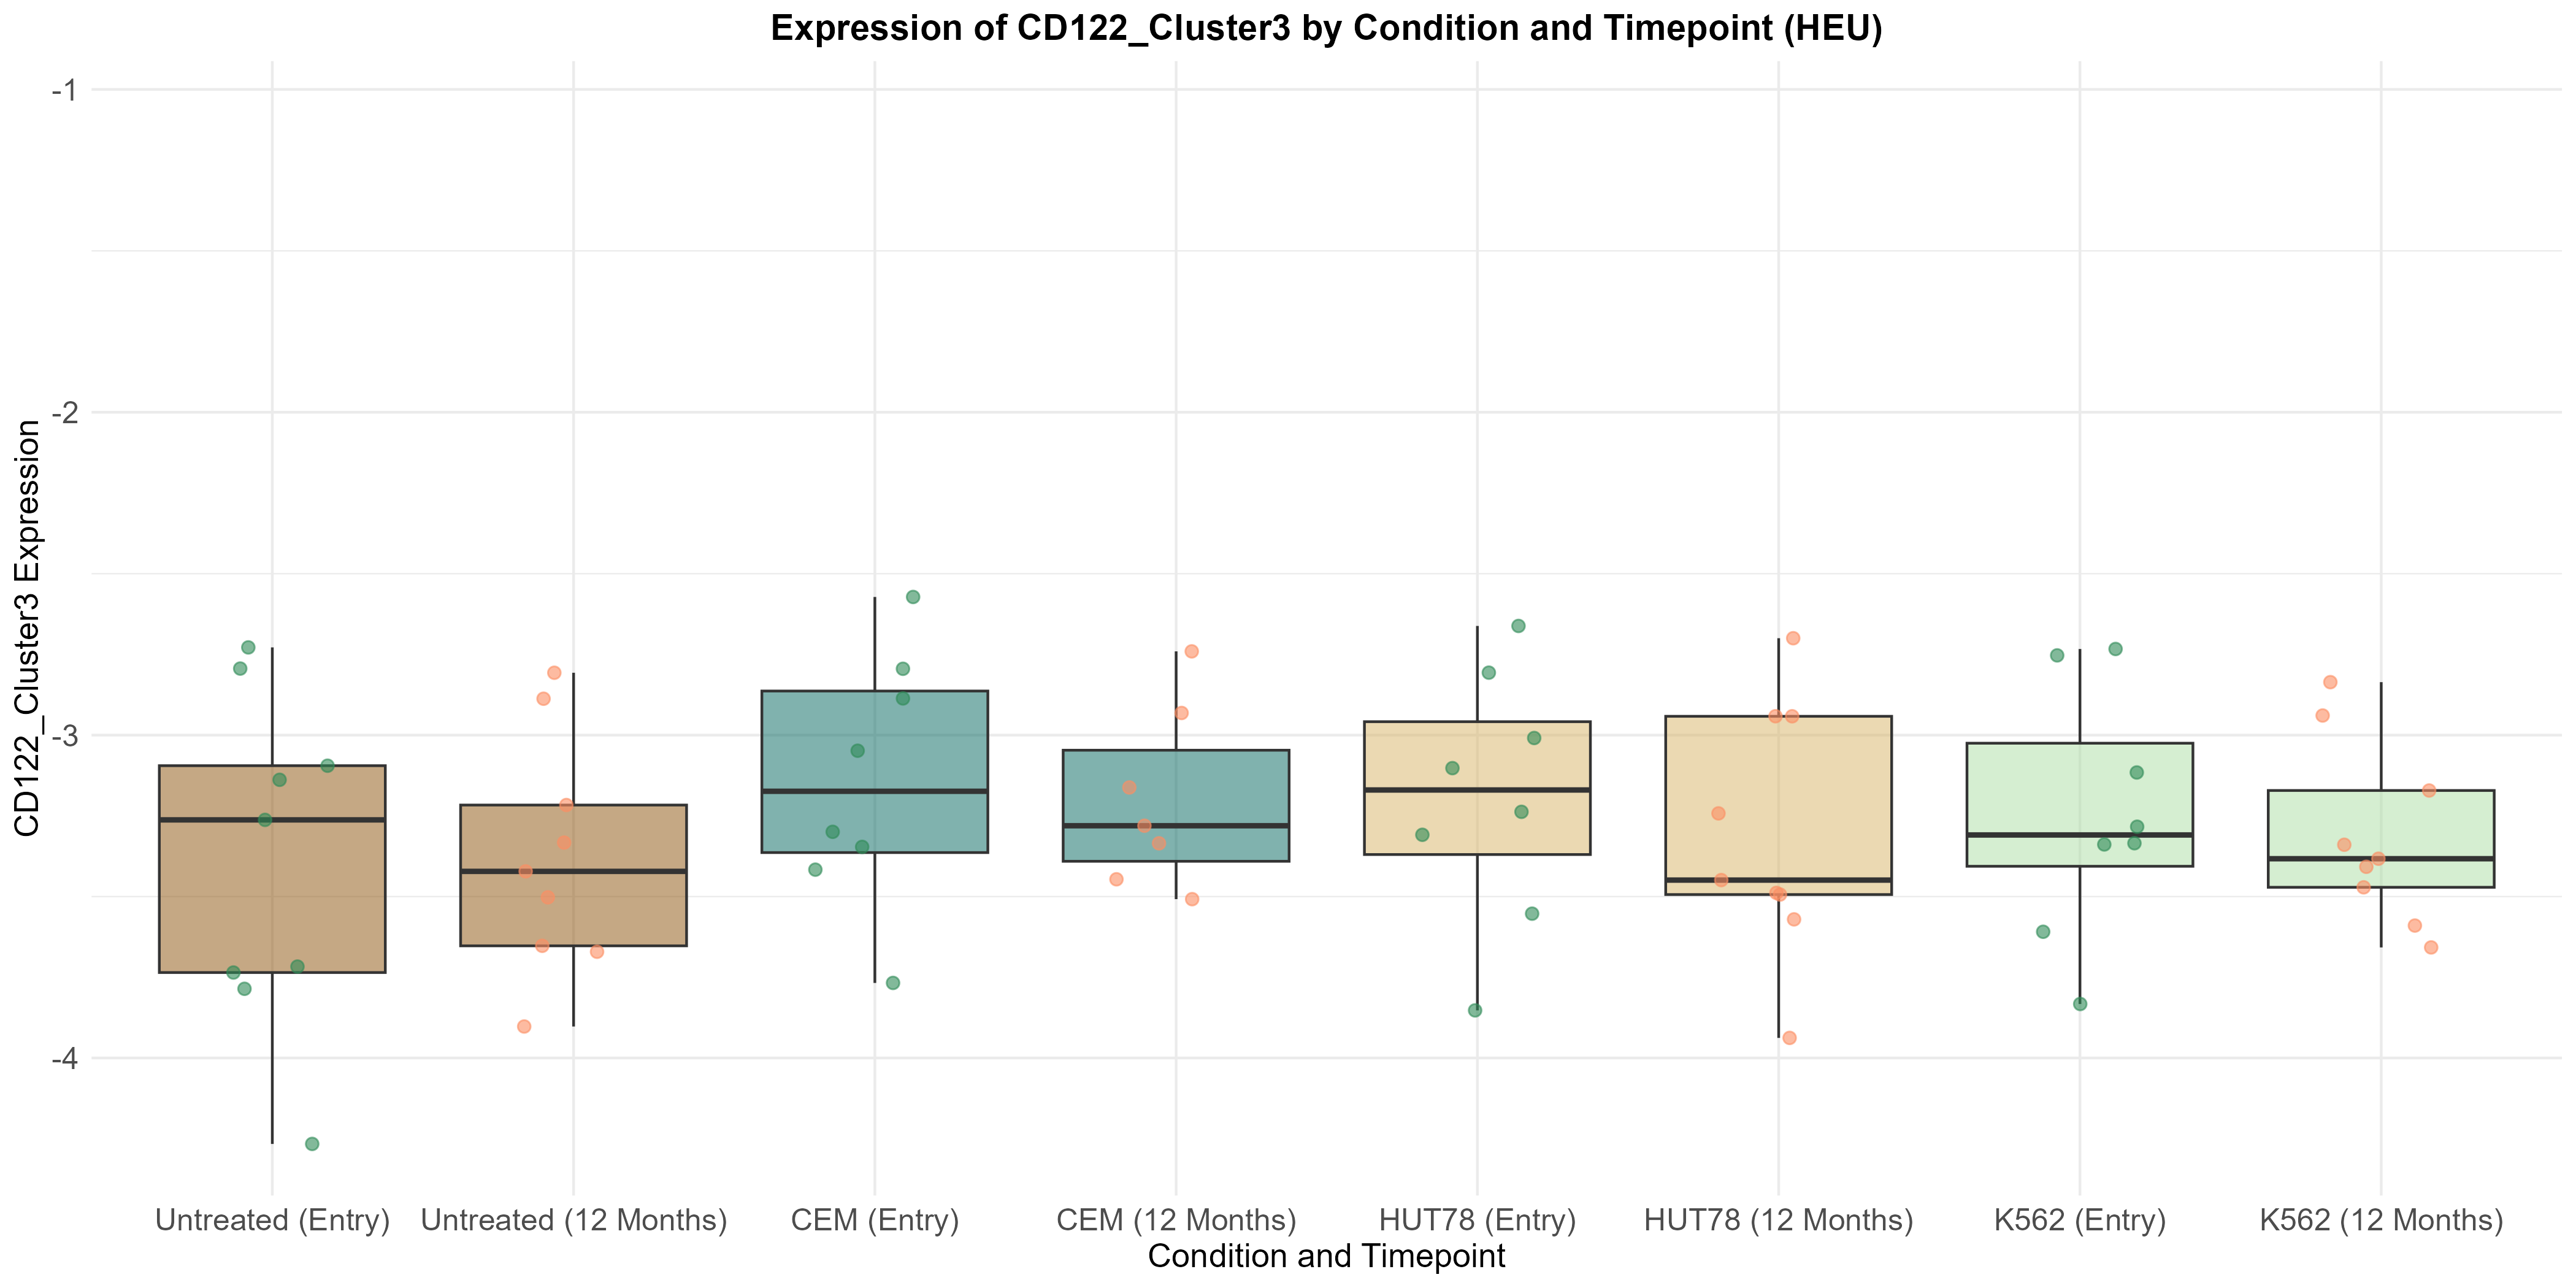 Expression of CD122_Cluster3 by Condition and Timepoint (HEU)
CD122_Cluster3 Expression
-1
-2
-3
-4
Untreated (Entry)
Untreated (12 Months)
CEM (Entry)
CEM (12 Months)
HUT78 (Entry)
HUT78 (12 Months)
K562 (Entry)
K562 (12 Months)
Condition and Timepoint